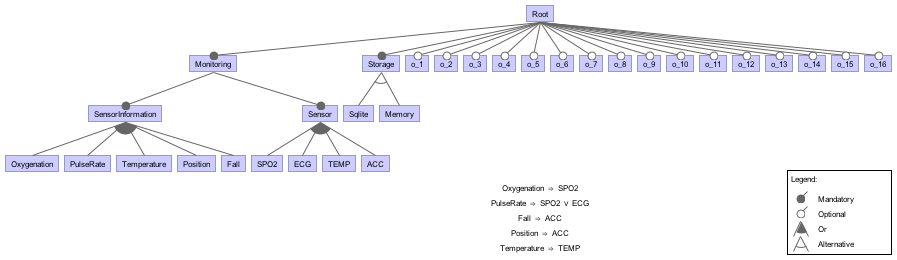 Root
Monitoring
Storage
o_1
o_2
o_3
o_4
o_5
o_6
o_7
o_8
o_9
o_10
o_11
o_12
o_13
o_14
o_15
o_16
SensorInformation
Sensor
Sqlite
Memory
Oxygenation
PulseRate
Temperature
Position
Fall
SPO2
ECG
TEMP
ACC
Oxygenation ⇒ SPO2
PulseRate ⇒ SPO2 ∨ ECG
Fall ⇒ ACC
Position ⇒ ACC
Temperature ⇒ TEMP
Legend:
Mandatory
Optional
Or
Alternative